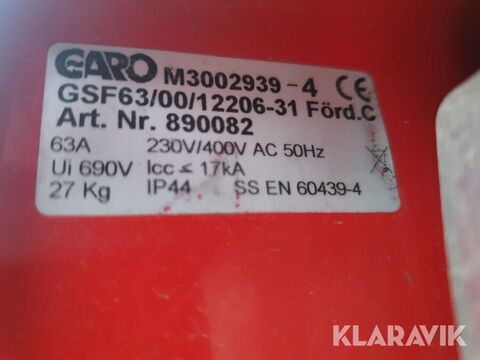 GARO M3002939-4 CE
GSF63/00/12206-31 Förd.C
Art. Nr. 890082
63A 230V/400V AC 50Hz
Ui 690V Icc ≤ 17kA
27 Kg IP44 SS EN 60439-4
KLARAVIK